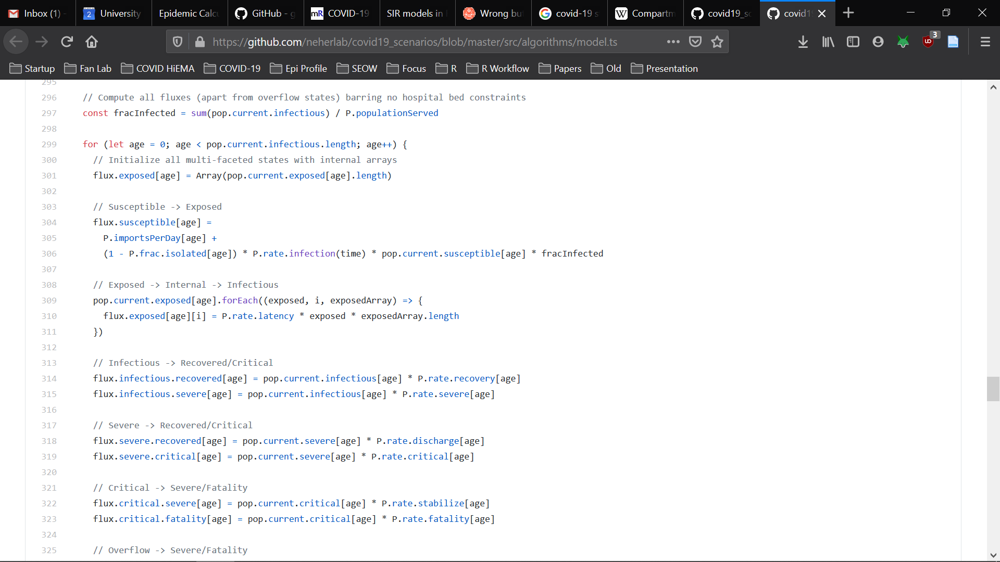 Inbox (1)
2 University
Epidemic Calc
GitHub - g
mR COVID-19
SIR models in
Wrong bu
covid-19 s
W Compartm
covid19_sc
covid19
https://github.com/neherlab/covid19_scenarios/blob/master/src/algorithms/model.ts
3
Startup Fan Lab COVID HiEMA COVID-19 Epi Profile SEOW Focus R R Workflow Papers Old Presentation
295
296 // Compute all fluxes (apart from overflow states) barring no hospital bed constraints
297 const fracInfected = sum(pop.current.infectious) / P.populationServed
298
299 for (let age = 0; age < pop.current.infectious.length; age++) {
300 // Initialize all multi-faceted states with internal arrays
301 flux.exposed[age] = Array(pop.current.exposed[age].length)
302
303 // Susceptible -> Exposed
304 flux.susceptible[age] =
305 P.importsPerDay[age] +
306 (1 - P.frac.isolated[age]) * P.rate.infection(time) * pop.current.susceptible[age] * fracInfected
307
308 // Exposed -> Internal -> Infectious
309 pop.current.exposed[age].forEach((exposed, i, exposedArray) => {
310 flux.exposed[age][i] = P.rate.latency * exposed * exposedArray.length
311 })
312
313 // Infectious -> Recovered/Critical
314 flux.infectious.recovered[age] = pop.current.infectious[age] * P.rate.recovery[age]
315 flux.infectious.severe[age] = pop.current.infectious[age] * P.rate.severe[age]
316
317 // Severe -> Recovered/Critical
318 flux.severe.recovered[age] = pop.current.severe[age] * P.rate.discharge[age]
319 flux.severe.critical[age] = pop.current.severe[age] * P.rate.critical[age]
320
321 // Critical -> Severe/Fatality
322 flux.critical.severe[age] = pop.current.critical[age] * P.rate.stabilize[age]
323 flux.critical.fatality[age] = pop.current.critical[age] * P.rate.fatality[age]
324
325 // Overflow -> Severe/Fatality